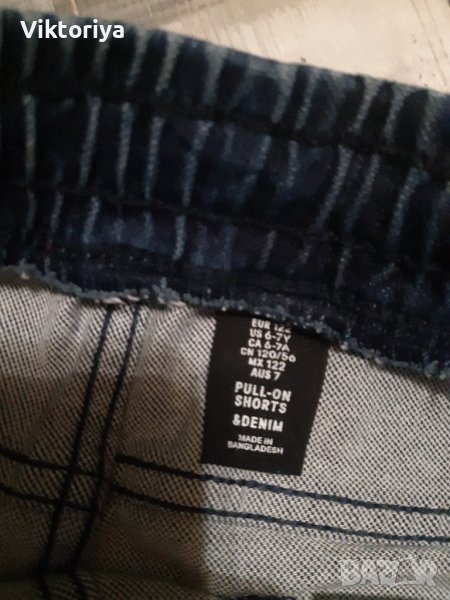 Viktoriya
EUR 122
US 6-7Y
CA 6-7A
CN 120/56
MX 122
AUS 7
PULL-ON
SHORTS
&DENIM
MADE IN
BANGLADESH
BAZAR